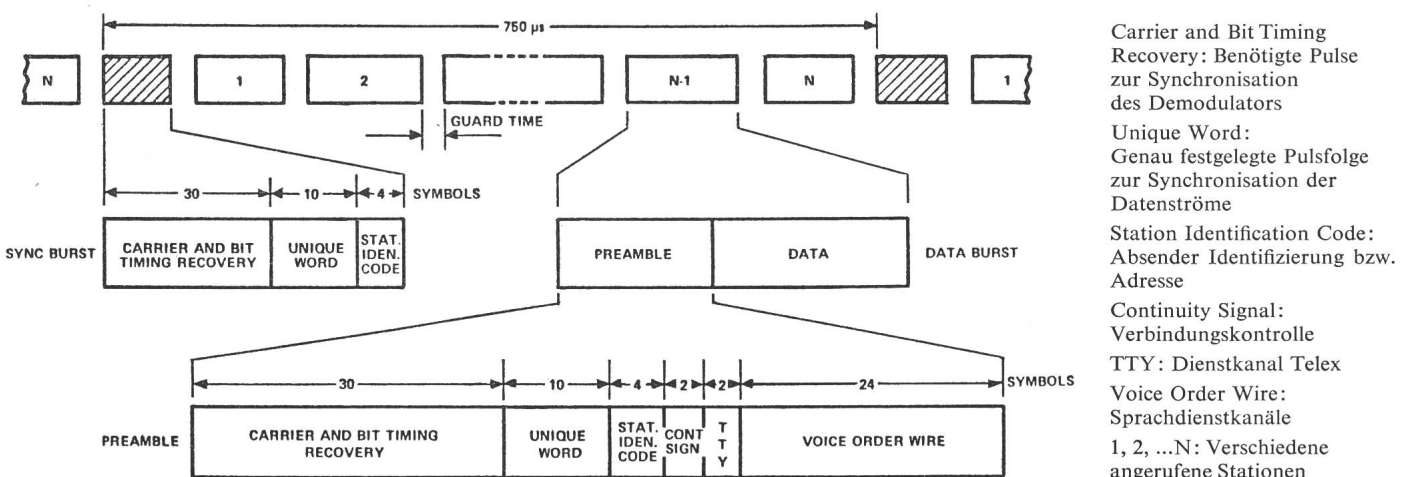 750 µs
N
1
2
N-1
N
1
GUARD TIME
30
10
4
SYMBOLS
SYNC BURST
CARRIER AND BIT
TIMING RECOVERY
UNIQUE
WORD
STAT.
IDEN.
CODE
PREAMBLE
DATA
DATA BURST
30
10
4
2
2
24
SYMBOLS
PREAMBLE
CARRIER AND BIT TIMING
RECOVERY
UNIQUE
WORD
STAT.
IDEN.
CODE
CONT
SIGN
T
T
Y
VOICE ORDER WIRE
Carrier and Bit Timing
Recovery: Benötigte Pulse
zur Synchronisation
des Demodulators
Unique Word:
Genau festgelegte Pulsfolge
zur Synchronisation der
Datenströme
Station Identification Code:
Absender Identifizierung bzw.
Adresse
Continuity Signal:
Verbindungskontrolle
TTY: Dienstkanal Telex
Voice Order Wire:
Sprachdienstkanäle
1, 2, ...N: Verschiedene
angerufene Stationen